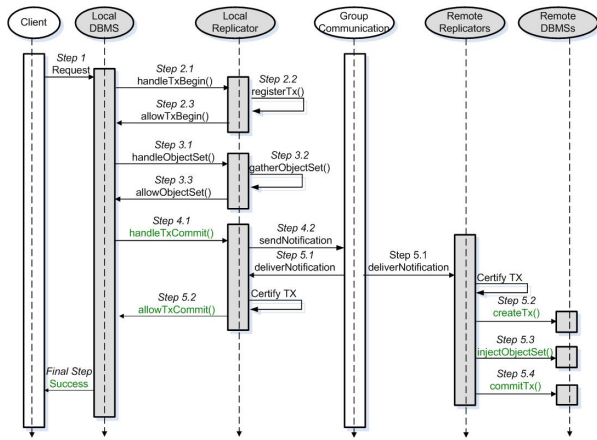 Client
Local
DBMS
Local
Replicator
Group
Communication
Remote
Replicators
Remote
DBMSs
Step 1
Request
Step 2.1
handleTxBegin()
Step 2.2
registerTx()
Step 2.3
allowTxBegin()
Step 3.1
handleObjectSet()
Step 3.2
gatherObjectSet()
Step 3.3
allowObjectSet()
Step 4.1
handleTxCommit()
Step 4.2
sendNotification
Step 5.1
deliverNotification
Step 5.1
deliverNotification
Certify TX
Certify TX
Step 5.2
allowTxCommit()
Step 5.2
createTx()
Step 5.3
injectObjectSet()
Step 5.4
commitTx()
Final Step
Success